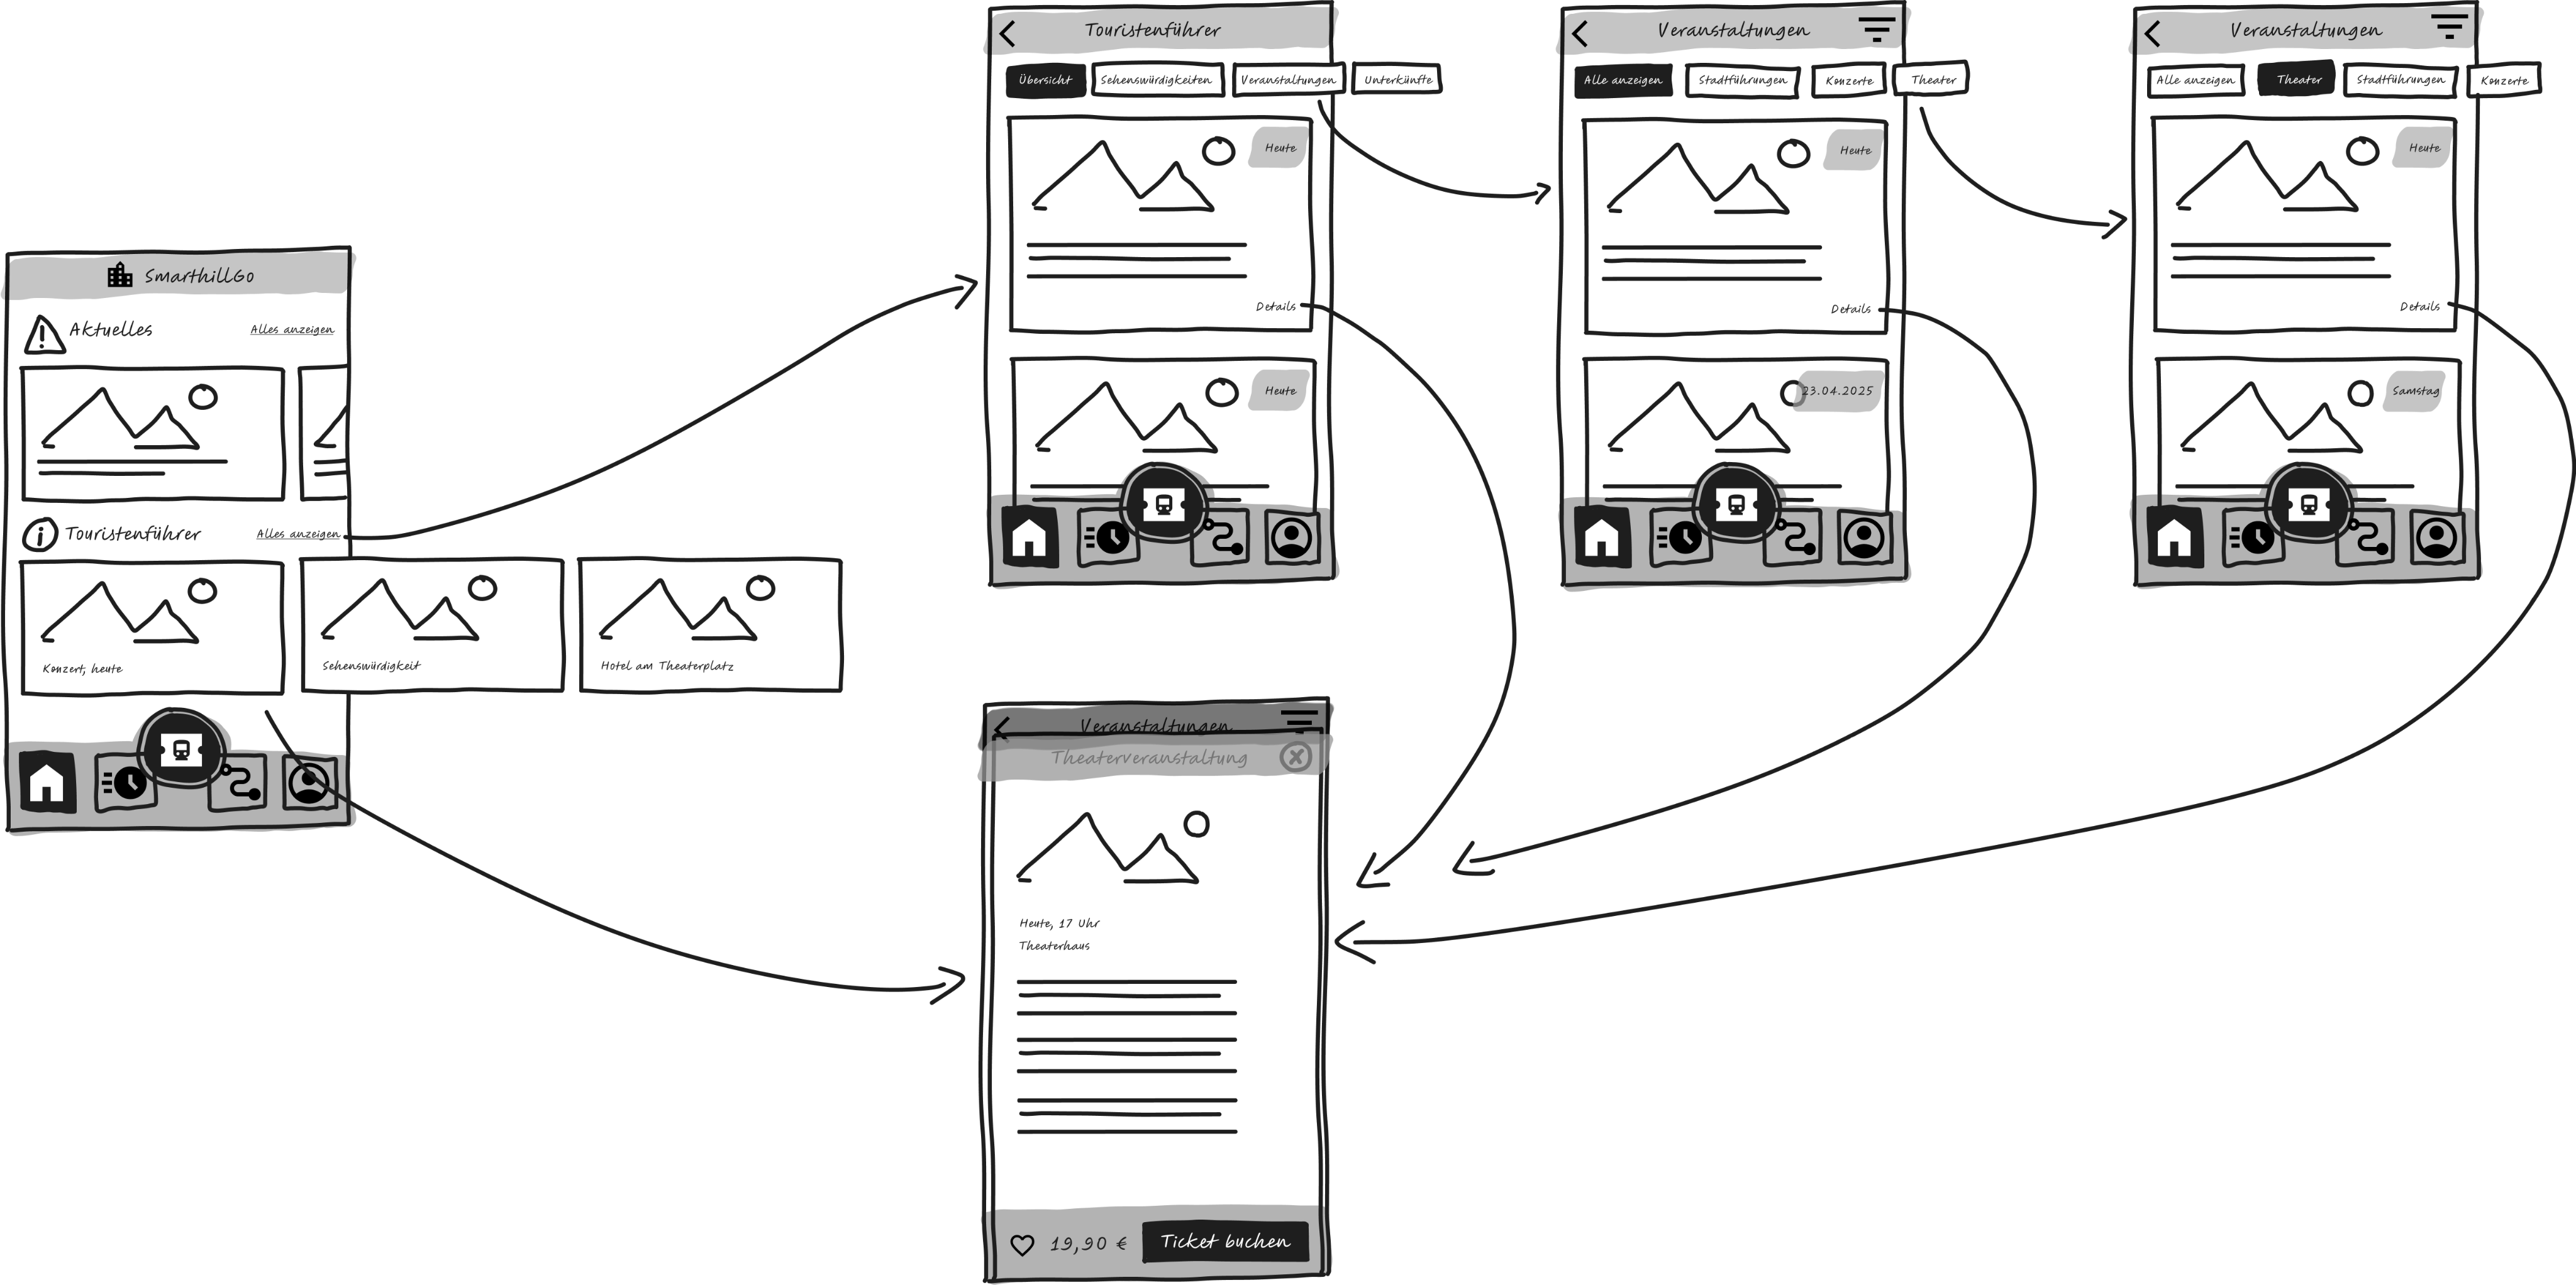 SmarthillGo
Aktuelles
Alles anzeigen
Touristenführer
Alles anzeigen
Konzert, heute
Sehenswürdigkeit
Hotel am Theaterplatz
Touristenführer
Übersicht
Sehenswürdigkeiten
Veranstaltungen
Unterkünfte
Heute
Details
Heute
Veranstaltungen
Alle anzeigen
Stadtführungen
Konzerte
Theater
Heute
Details
23.04.2025
Veranstaltungen
Alle anzeigen
Theater
Stadtführungen
Konzerte
Heute
Details
Samstag
Veranstaltungen
Theaterveranstaltung
Heute, 17 Uhr
Theaterhaus
19,90 €
Ticket buchen